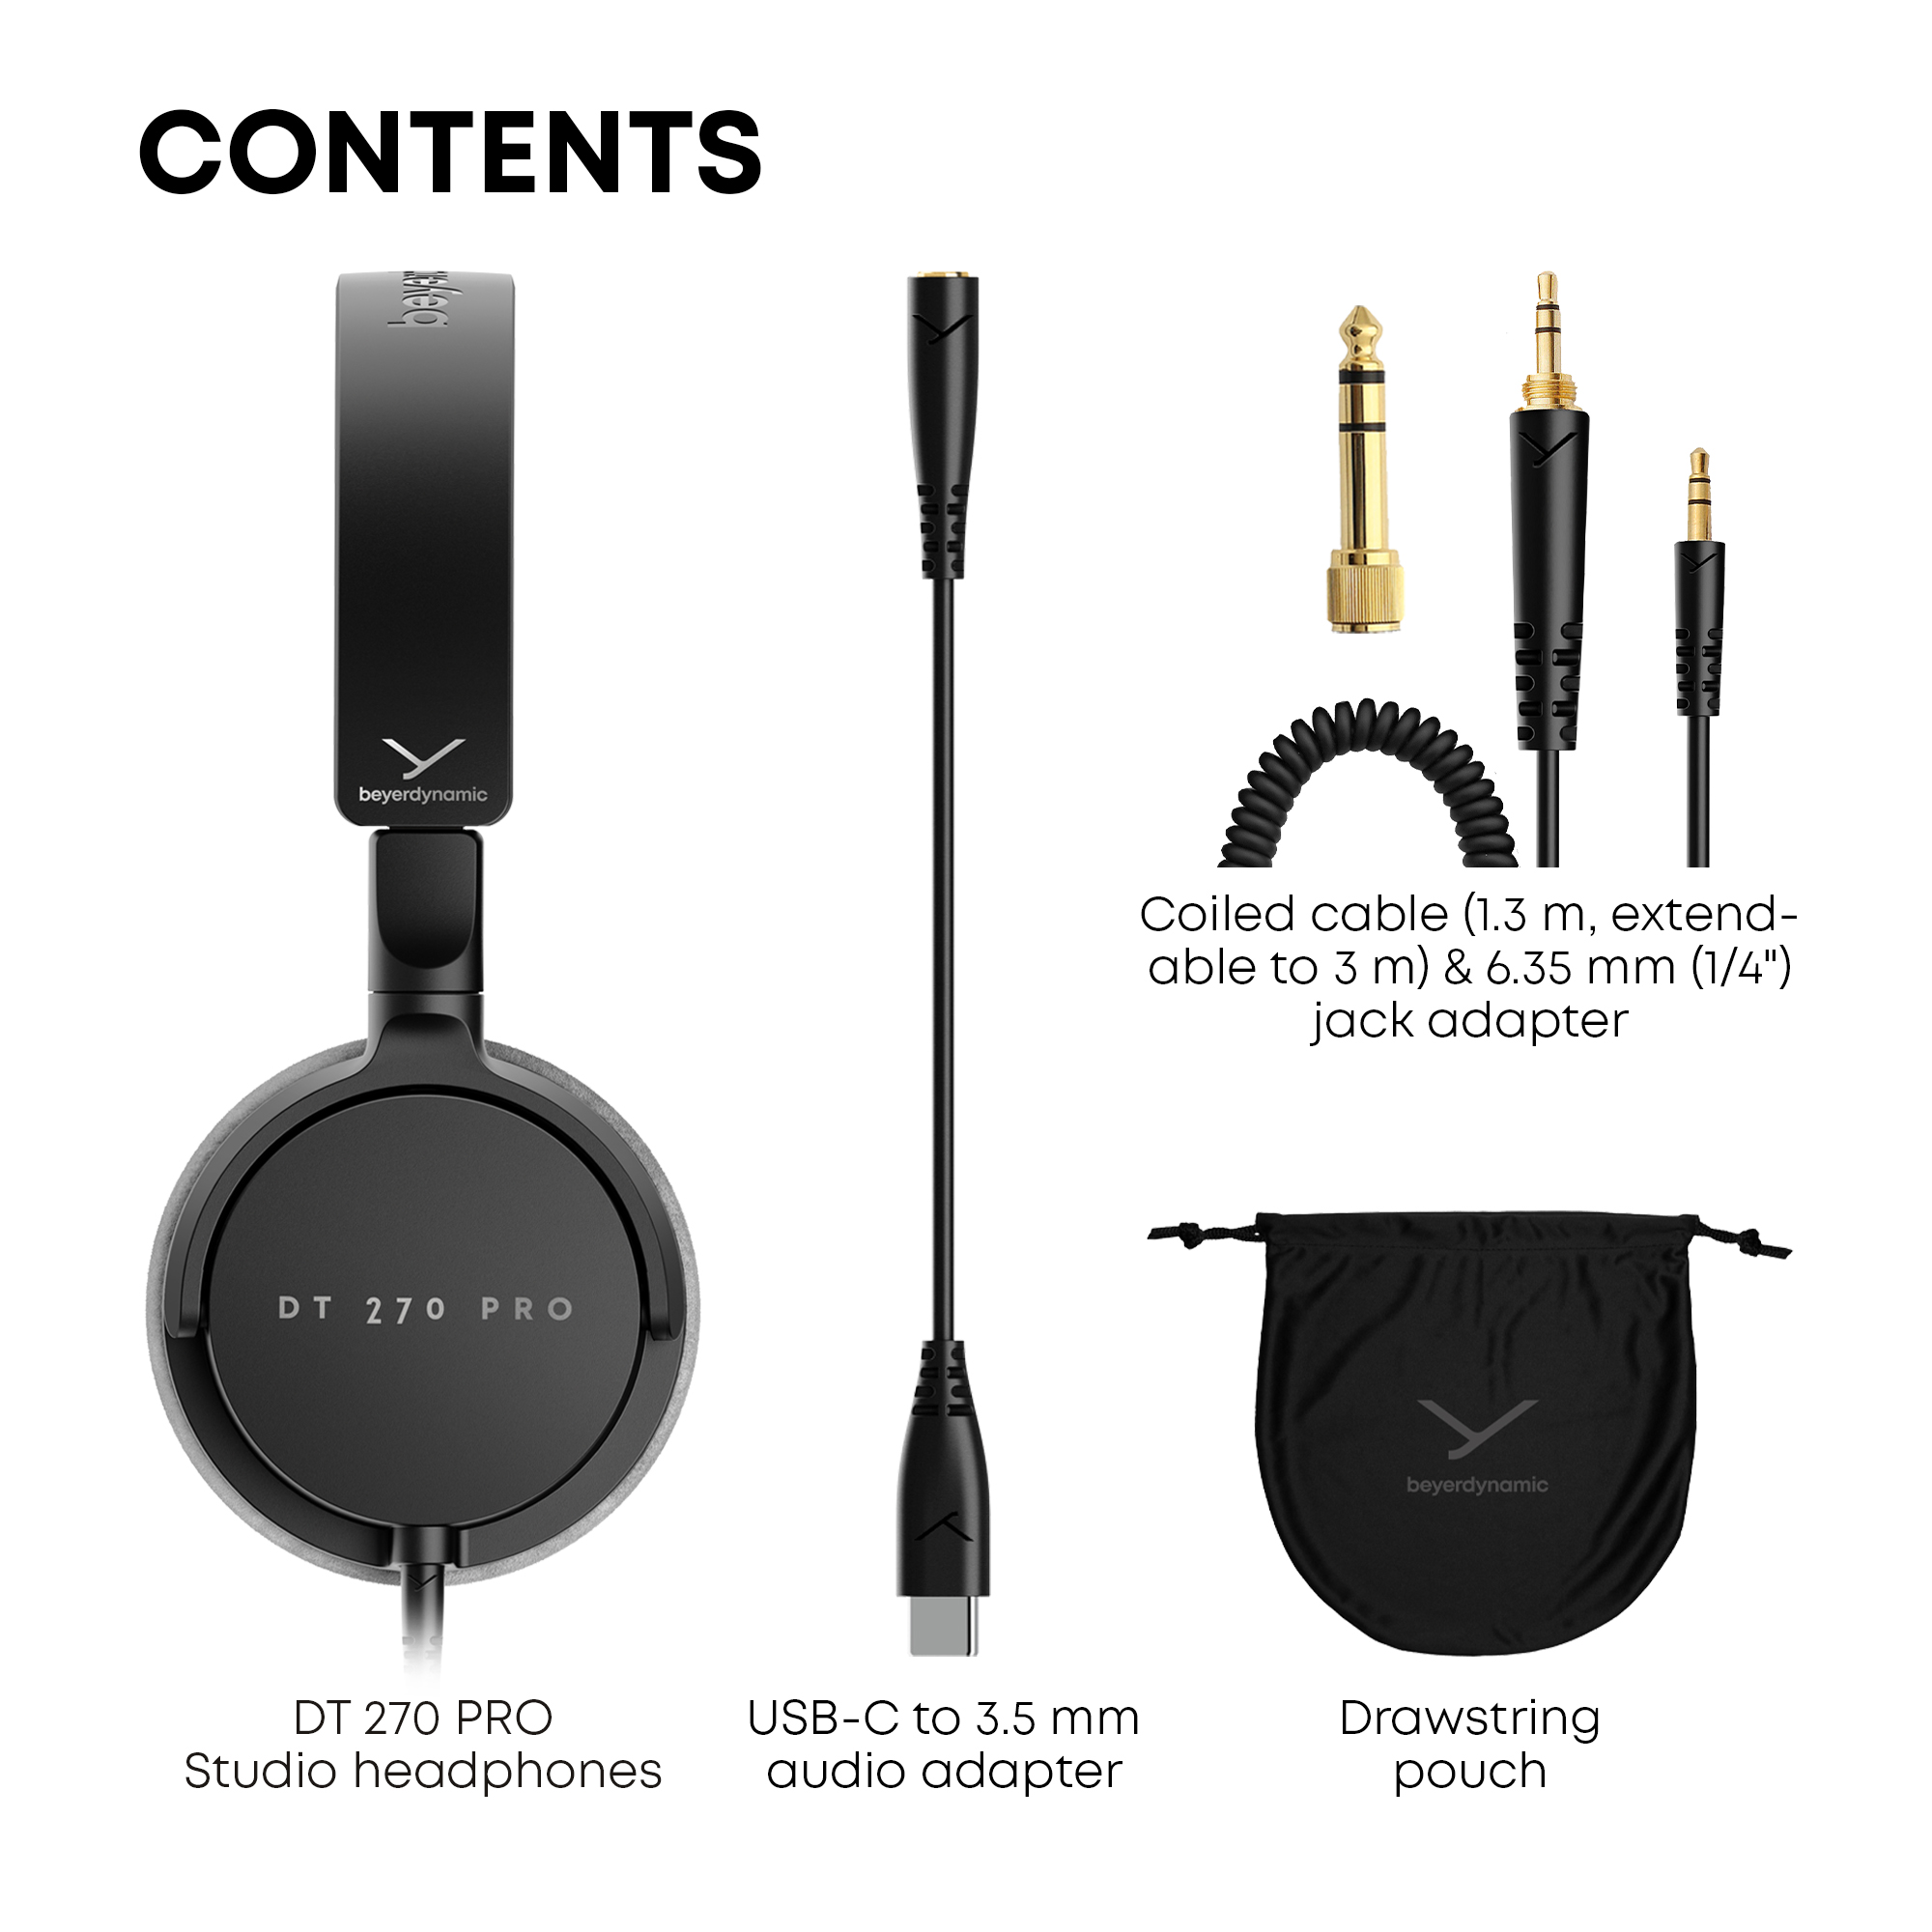 CONTENTS
beyerdynamic
DT 270 PRO
DT 270 PRO
Studio headphones
USB-C to 3.5 mm
audio adapter
Coiled cable (1.3 m, extend-
able to 3 m) & 6.35 mm (1/4")
jack adapter
beyerdynamic
Drawstring
pouch